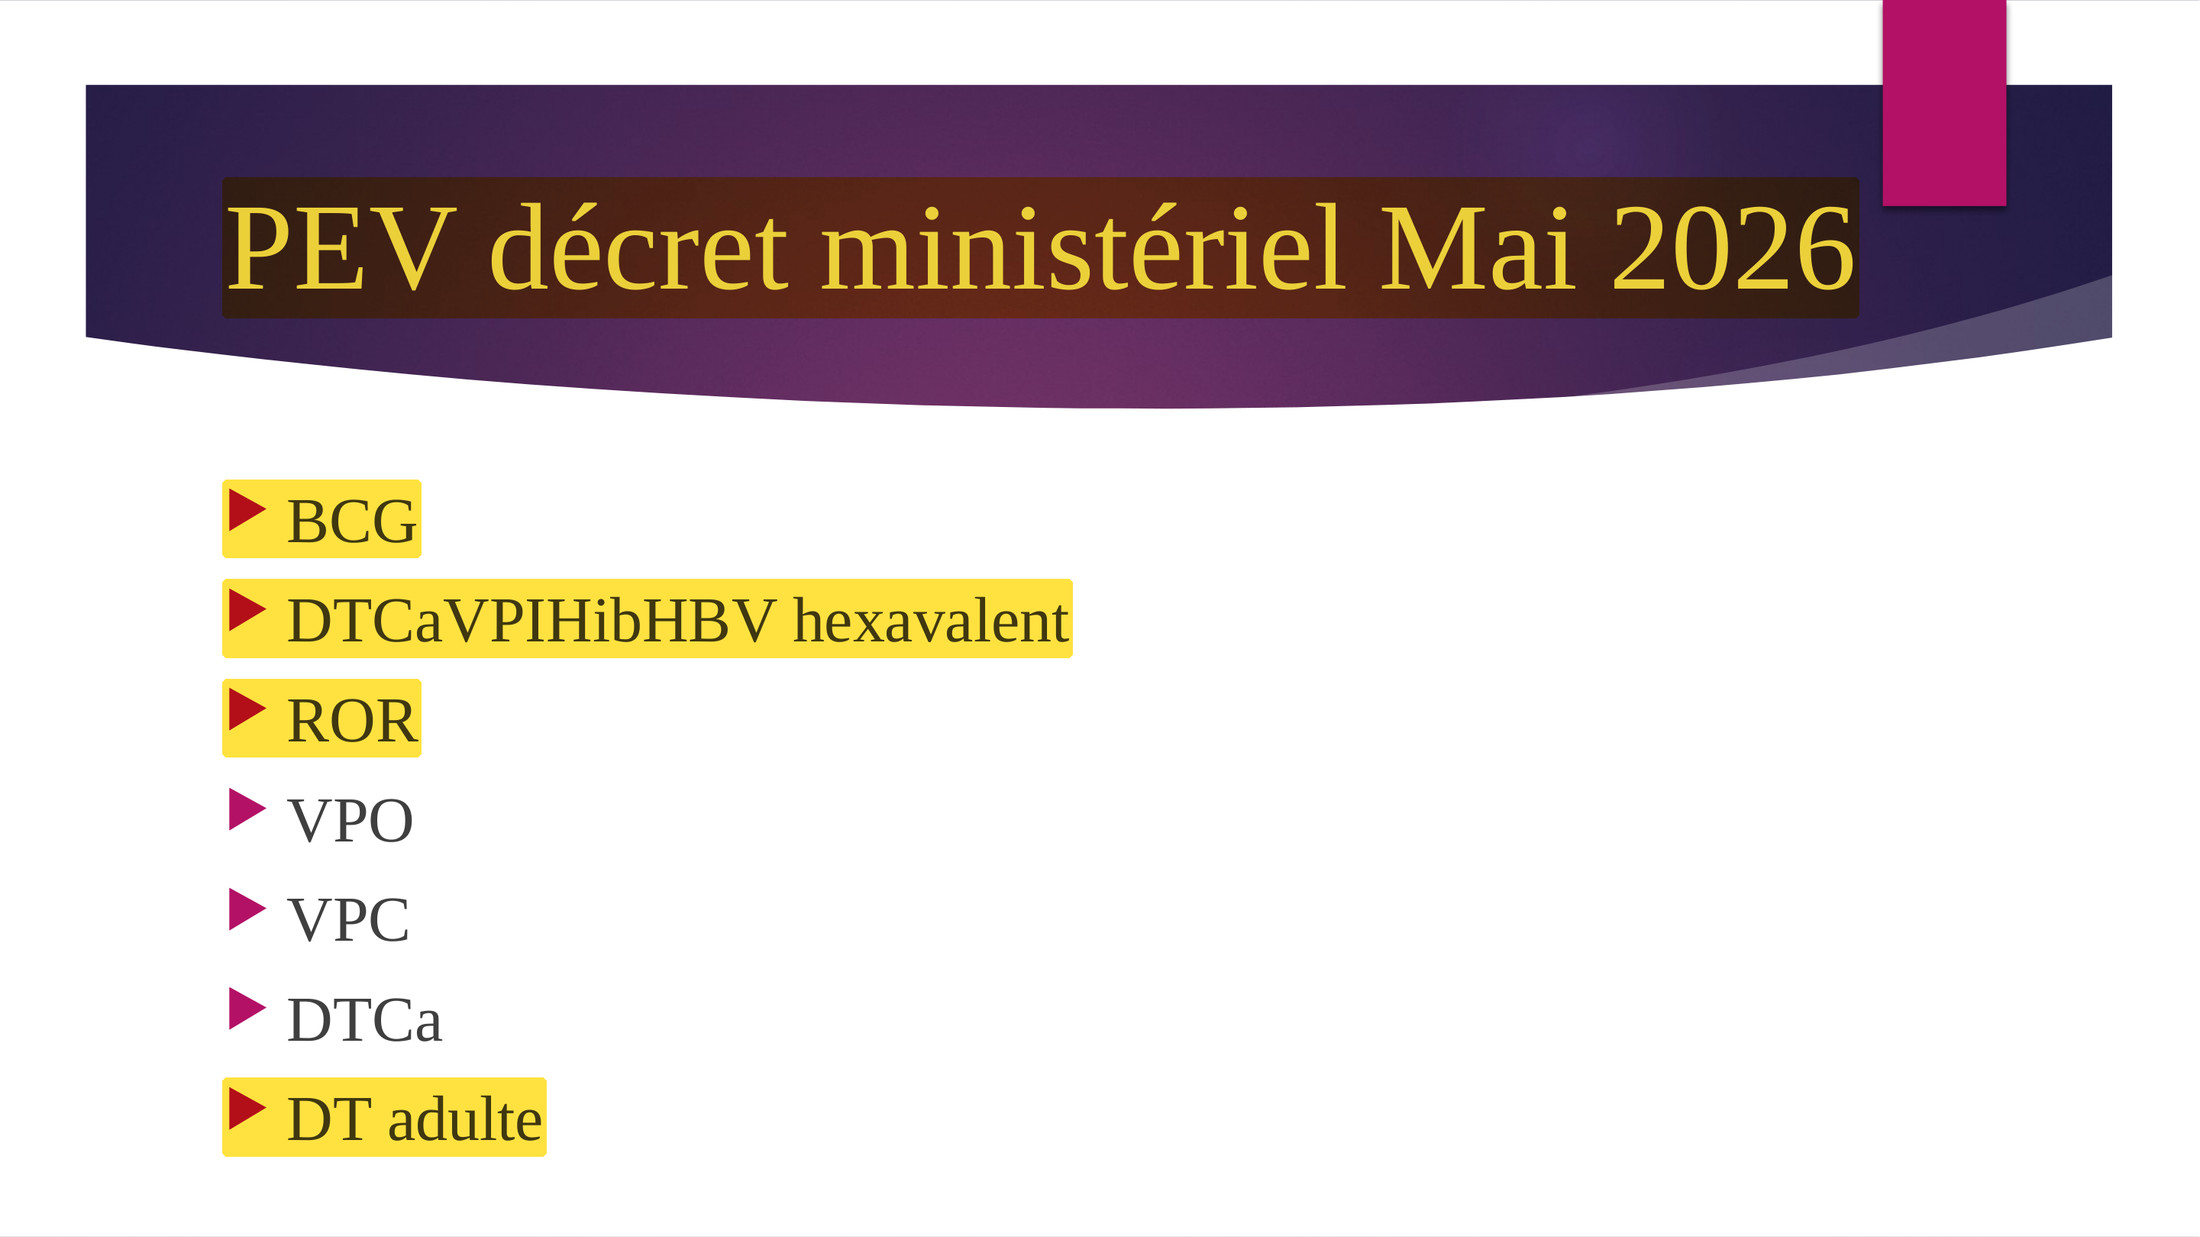 PEV décret ministériel Mai 2026
BCG
DTCaVPIHibHBV hexavalent
ROR
VPO
VPC
DTCa
DT adulte